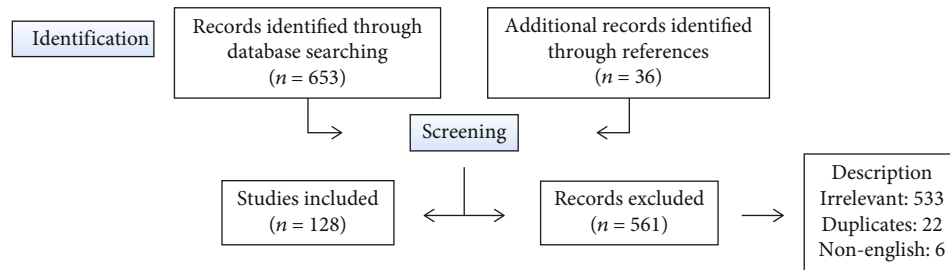 Identification
Records identified through
database searching
(n = 653)
Additional records identified
through references
(n = 36)
Screening
Studies included
(n = 128)
Records excluded
(n = 561)
Description
Irrelevant: 533
Duplicates: 22
Non-english: 6